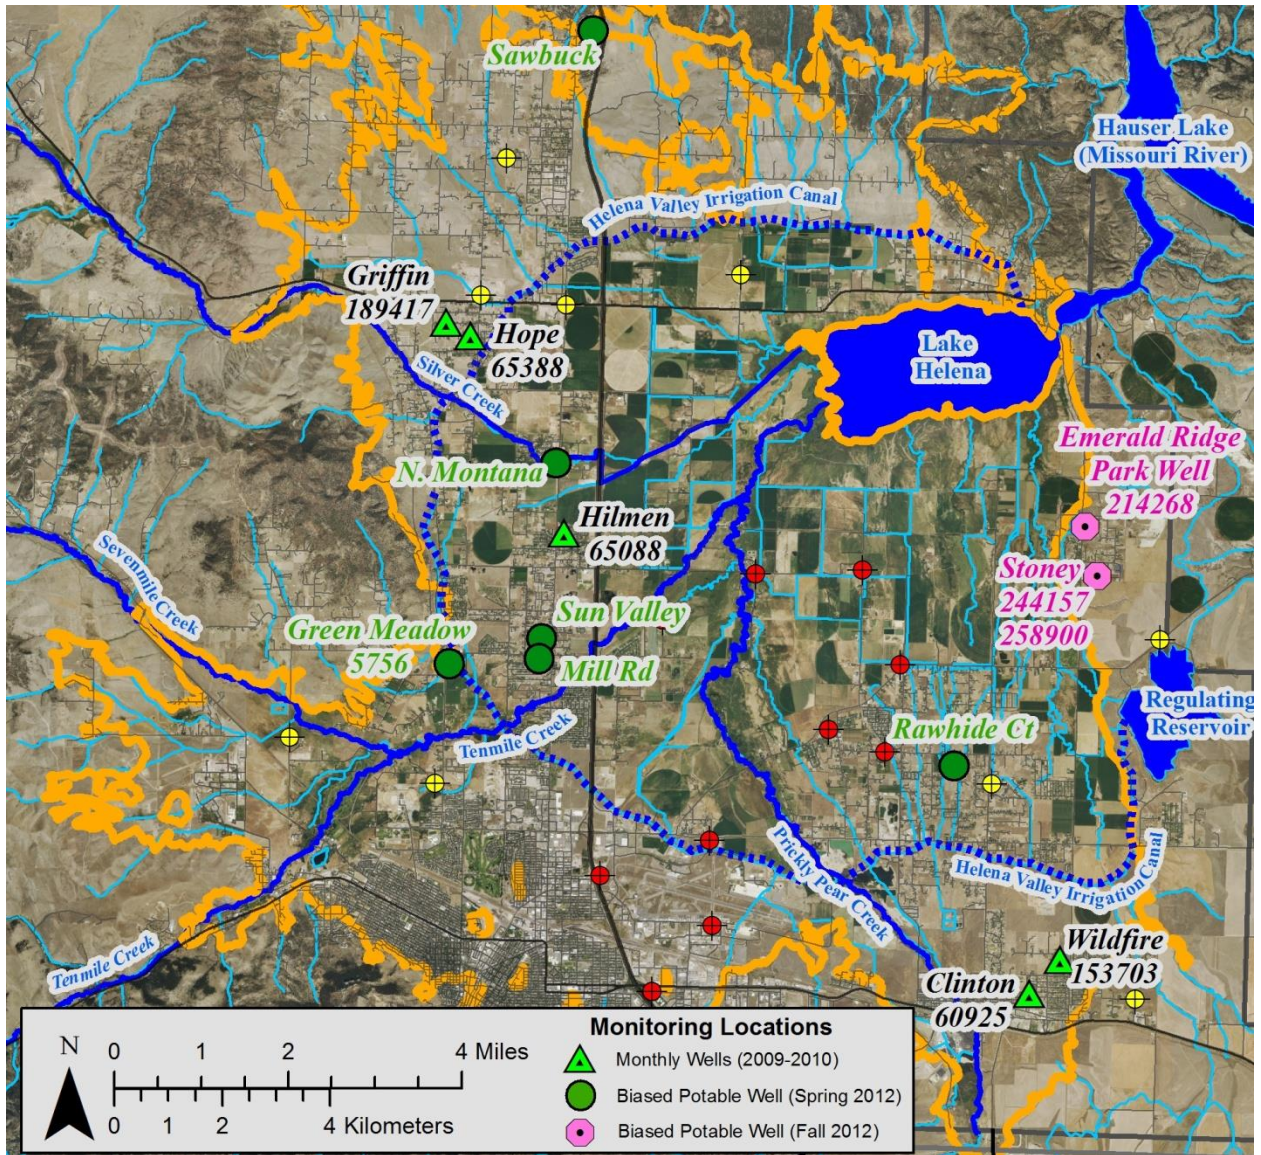 Sawbuck
Hauser Lake
(Missouri River)
Helena Valley Irrigation Canal
Griffin
189417
Hope
65388
Silver Creek
Lake
Helena
N. Montana
Emerald Ridge
Park Well
214268
Hilmen
65088
Stoney
244157
258900
Sevenmile Creek
Sun Valley
Green Meadow
5756
Mill Rd
Regulating
Reservoir
Tenmile Creek
Rawhide Ct
Prickly Pear Creek
Helena Valley Irrigation Canal
Tenmile Creek
Wildfire
153703
Clinton
60925
N
0 1 2 4 Miles
0 1 2 4 Kilometers
Monitoring Locations
Monthly Wells (2009-2010)
Biased Potable Well (Spring 2012)
Biased Potable Well (Fall 2012)